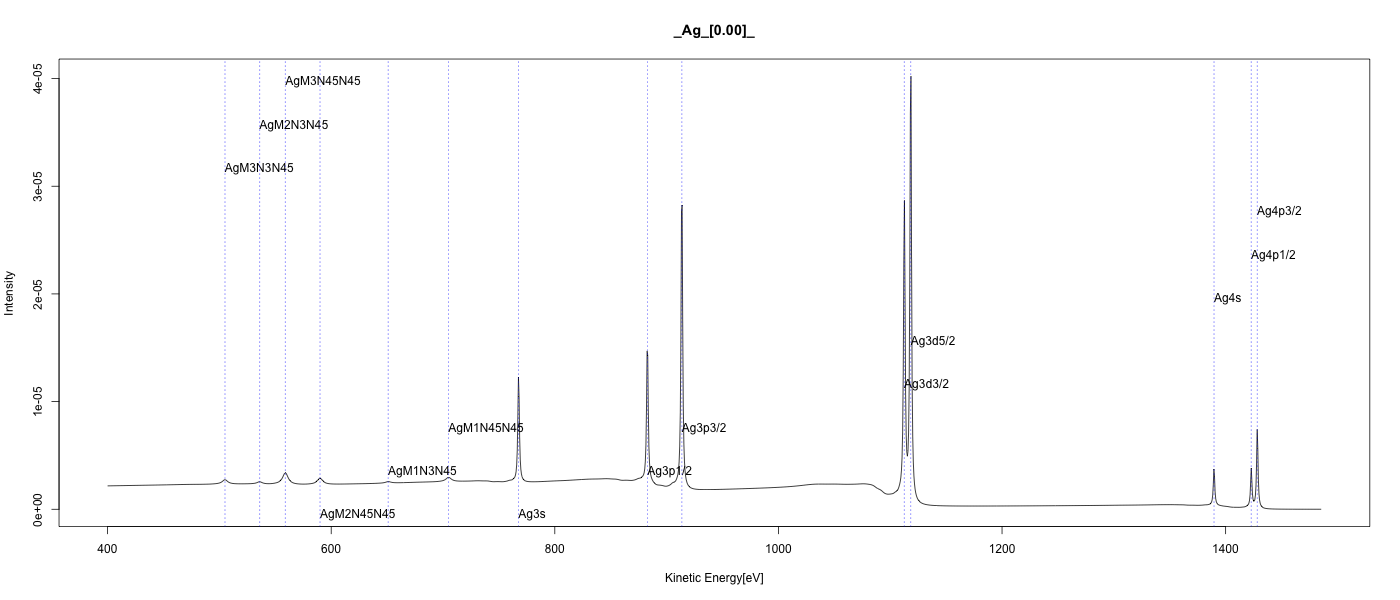 _Ag_[0.00]_
4e-05
3e-05
2e-05
1e-05
0e+00
Intensity
AgM3N45N45
AgM2N3N45
AgM3N3N45
Ag4p3/2
Ag4p1/2
Ag4s
Ag3d5/2
Ag3d3/2
AgM1N45N45
Ag3p3/2
AgM1N3N45
Ag3p1/2
AgM2N45N45
Ag3s
400
600
800
1000
1200
1400
Kinetic Energy[eV]